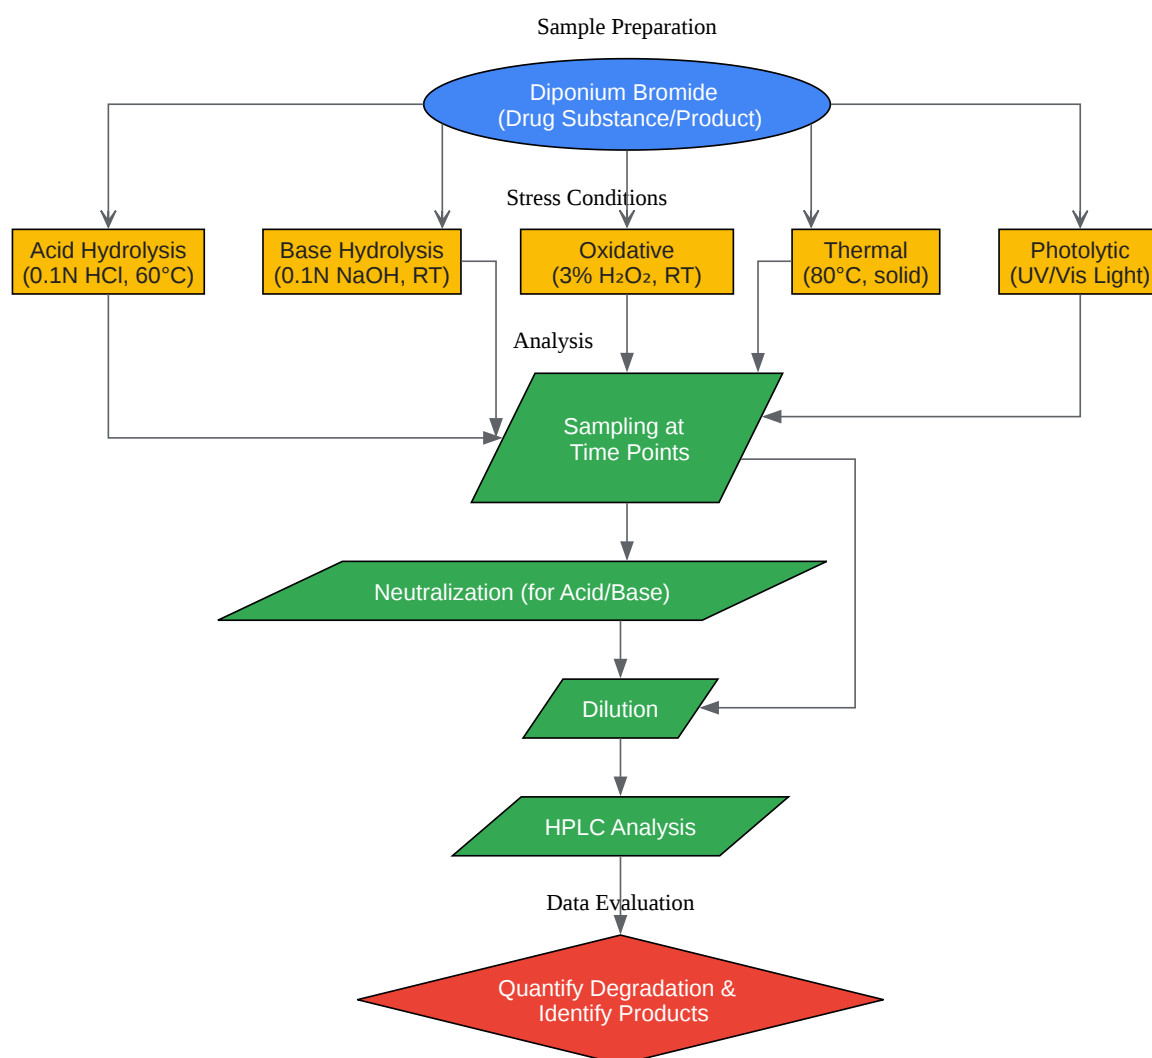 Sample Preparation
Diponium Bromide
(Drug Substance/Product)
Stress Conditions
Acid Hydrolysis
(0.1N HCl, 60°C)
Base Hydrolysis
(0.1N NaOH, RT)
Oxidative
(3% H₂O₂, RT)
Thermal
(80°C, solid)
Photolytic
(UV/Vis Light)
Analysis
Sampling at
Time Points
Neutralization (for Acid/Base)
Dilution
HPLC Analysis
Data Evaluation
Quantify Degradation &
Identify Products